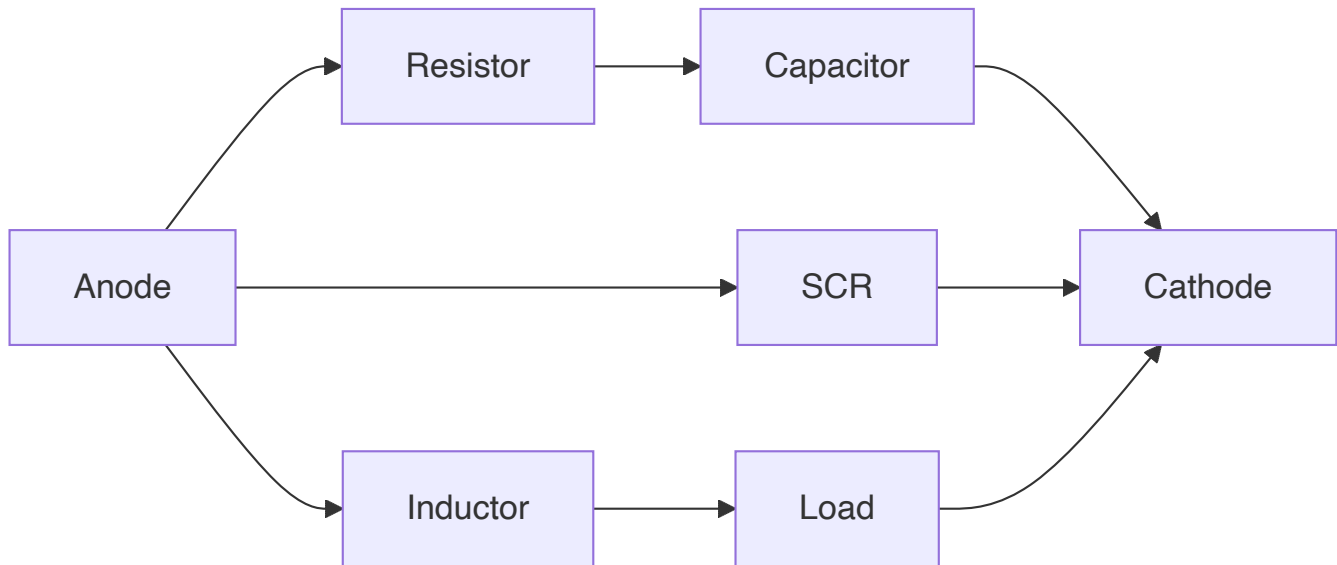 Resistor
Capacitor
Anode
SCR
Cathode
Inductor
Load